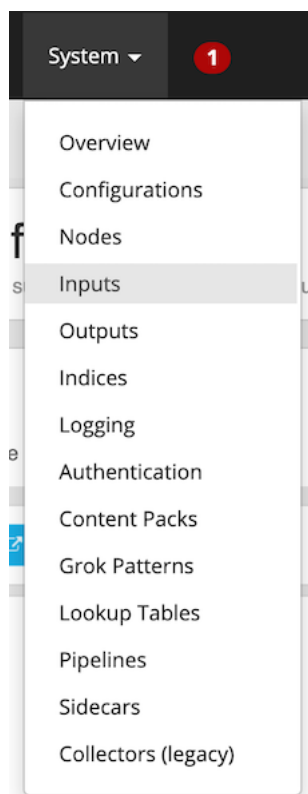 System
1
Overview
Configurations
Nodes
Inputs
Outputs
Indices
Logging
Authentication
Content Packs
Grok Patterns
Lookup Tables
Pipelines
Sidecars
Collectors (legacy)